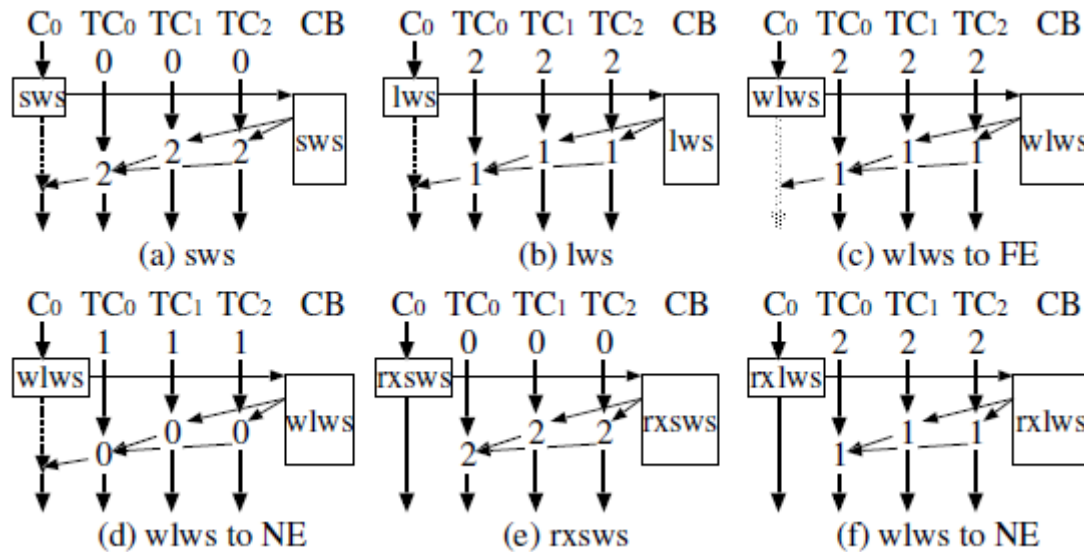 C₀ TC₀ TC₁ TC₂ CB
0 0 0
sws
sws
2 2 2
(a) sws
C₀ TC₀ TC₁ TC₂ CB
2 2 2
lws
lws
1 1 1
(b) lws
C₀ TC₀ TC₁ TC₂ CB
2 2 2
wlws
wlws
1 1 1
(c) wlws to FE
C₀ TC₀ TC₁ TC₂ CB
1 1 1
wlws
wlws
0 0 0
(d) wlws to NE
C₀ TC₀ TC₁ TC₂ CB
0 0 0
rxsws
rxsws
2 2 2
(e) rxsws
C₀ TC₀ TC₁ TC₂ CB
2 2 2
rxlws
rxlws
1 1 1
(f) wlws to NE